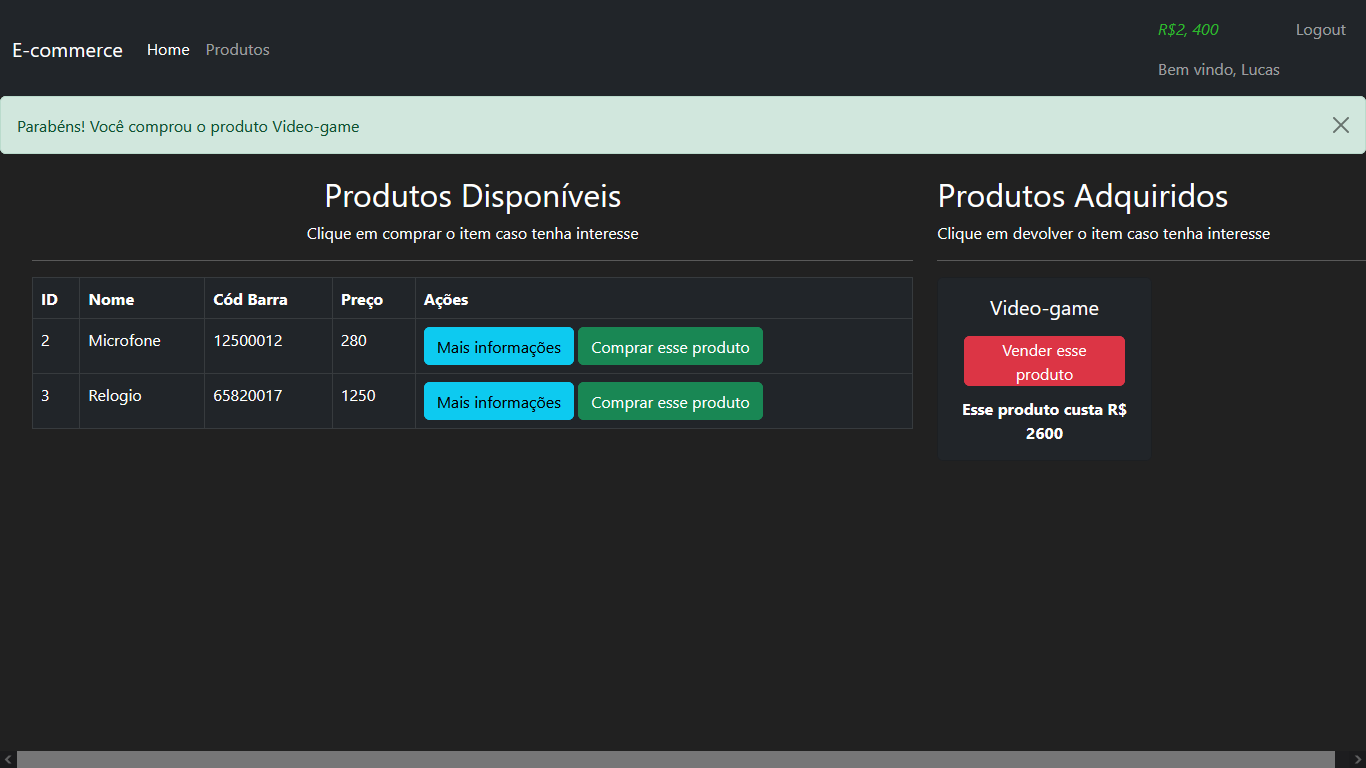 E-commerce Home Produtos
R$2, 400 Logout
Bem vindo, Lucas
Parabéns! Você comprou o produto Video-game
Produtos Disponíveis
Clique em comprar o item caso tenha interesse
ID Nome Cód Barra Preço Ações
2 Microfone 12500012 280 Mais informações Comprar esse produto
3 Relogio 65820017 1250 Mais informações Comprar esse produto
Produtos Adquiridos
Clique em devolver o item caso tenha interesse
Video-game
Vender esse
produto
Esse produto custa R$
2600